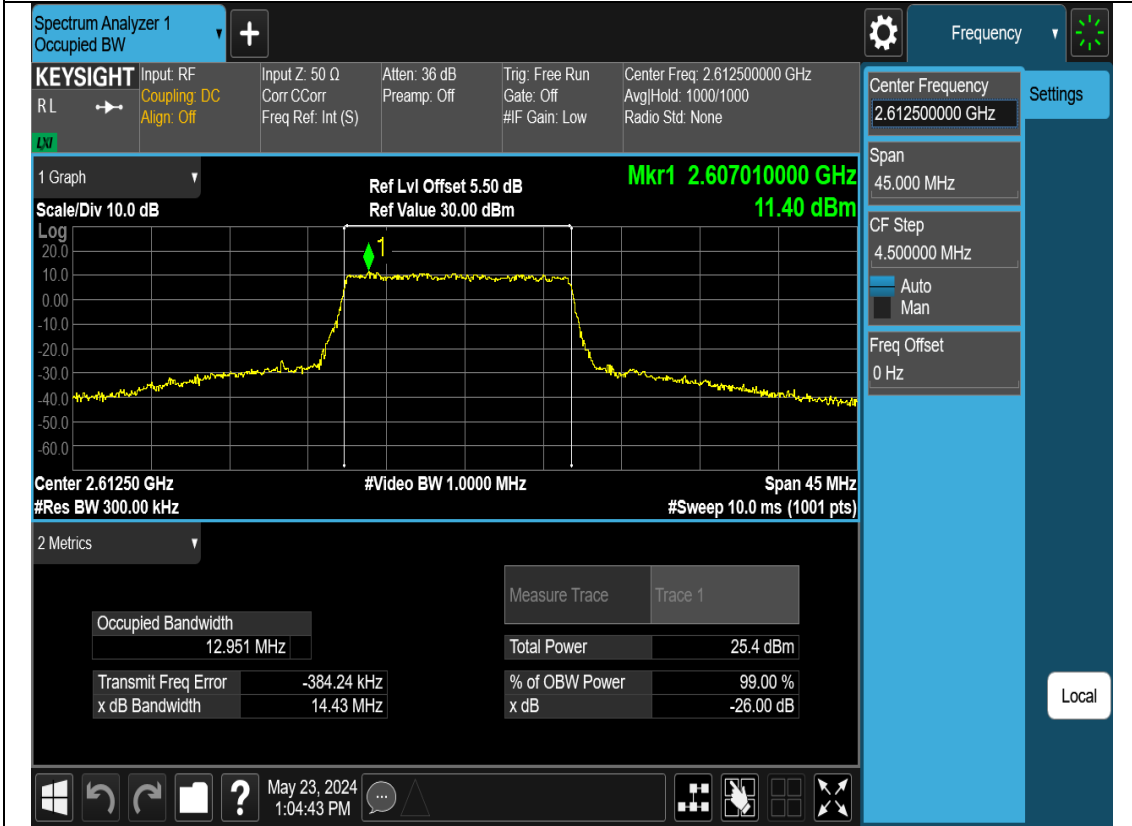 Spectrum Analyzer 1
Occupied BW
+
Frequency
KEYSIGHT
R L
LXI
Input: RF
Coupling: DC
Align: Off
Input Z: 50 Ω
Corr CCorr
Freq Ref: Int (S)
Atten: 36 dB
Preamp: Off
Trig: Free Run
Gate: Off
#IF Gain: Low
Center Freq: 2.612500000 GHz
Avg|Hold: 1000/1000
Radio Std: None
Center Frequency
2.612500000 GHz
Settings
Span
45.000 MHz
CF Step
4.500000 MHz
Auto
Man
Freq Offset
0 Hz
Local
1 Graph
Scale/Div 10.0 dB
Ref Lvl Offset 5.50 dB
Ref Value 30.00 dBm
Mkr1 2.607010000 GHz
11.40 dBm
Log
20.0
10.0
0.00
-10.0
-20.0
-30.0
-40.0
-50.0
-60.0
1
Center 2.61250 GHz
#Video BW 1.0000 MHz
Span 45 MHz
#Res BW 300.00 kHz
#Sweep 10.0 ms (1001 pts)
2 Metrics
Measure Trace Trace 1
Occupied Bandwidth
12.951 MHz
Total Power 25.4 dBm
Transmit Freq Error -384.24 kHz
% of OBW Power 99.00 %
x dB Bandwidth 14.43 MHz
x dB -26.00 dB
?
May 23, 2024
1:04:43 PM